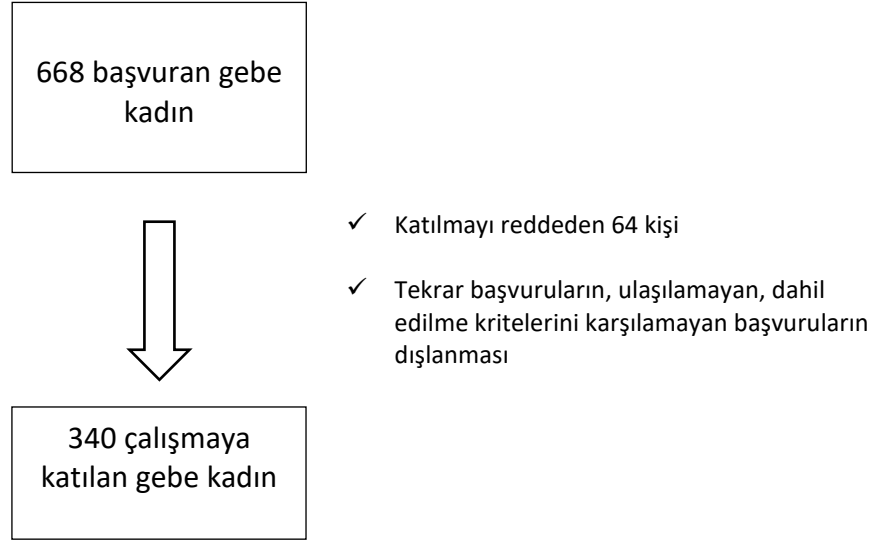 668 başvuran gebe
kadın
✓ Katılmayı reddeden 64 kişi
✓ Tekrar başvuruların, ulaşılamayan, dahil
edilme kritelerini karşılamayan başvuruların
dışlanması
340 çalışmaya
katılan gebe kadın